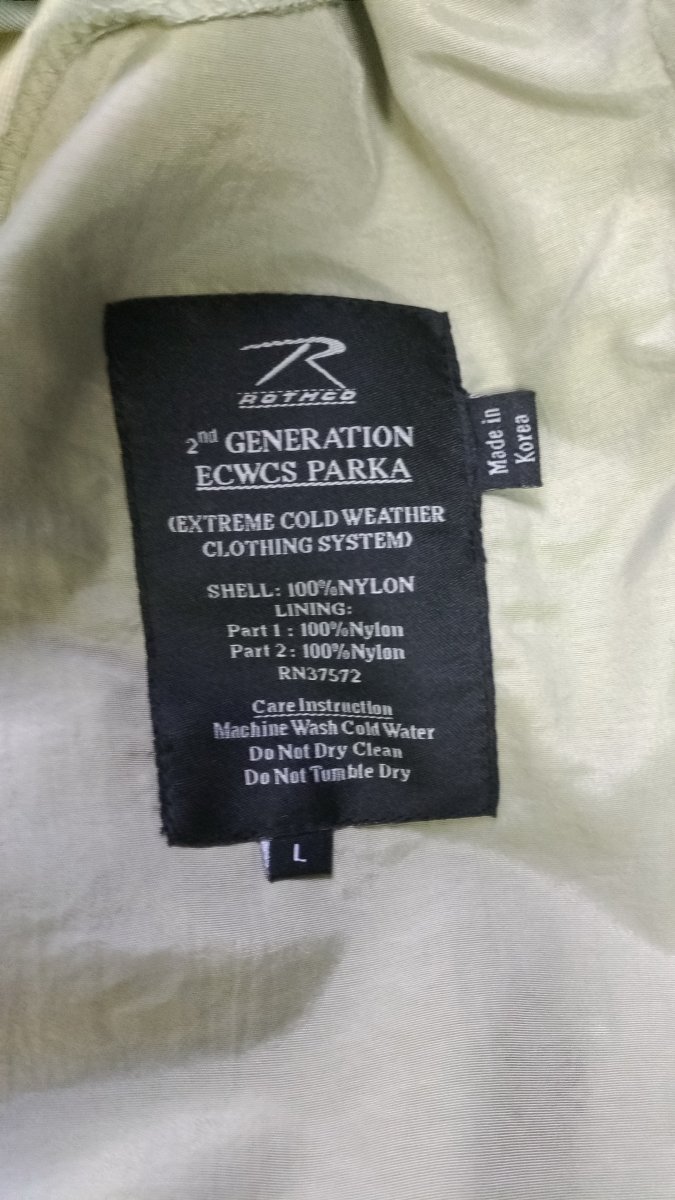 R
ROTHCO
2nd GENERATION
ECWCS PARKA
(EXTREME COLD WEATHER
CLOTHING SYSTEM)
SHELL: 100%NYLON
LINING:
Part 1 : 100%Nylon
Part 2 : 100%Nylon
RN37572
Care Instruction
Machine Wash Cold Water
Do Not Dry Clean
Do Not Tumble Dry
L
Made in
Korea